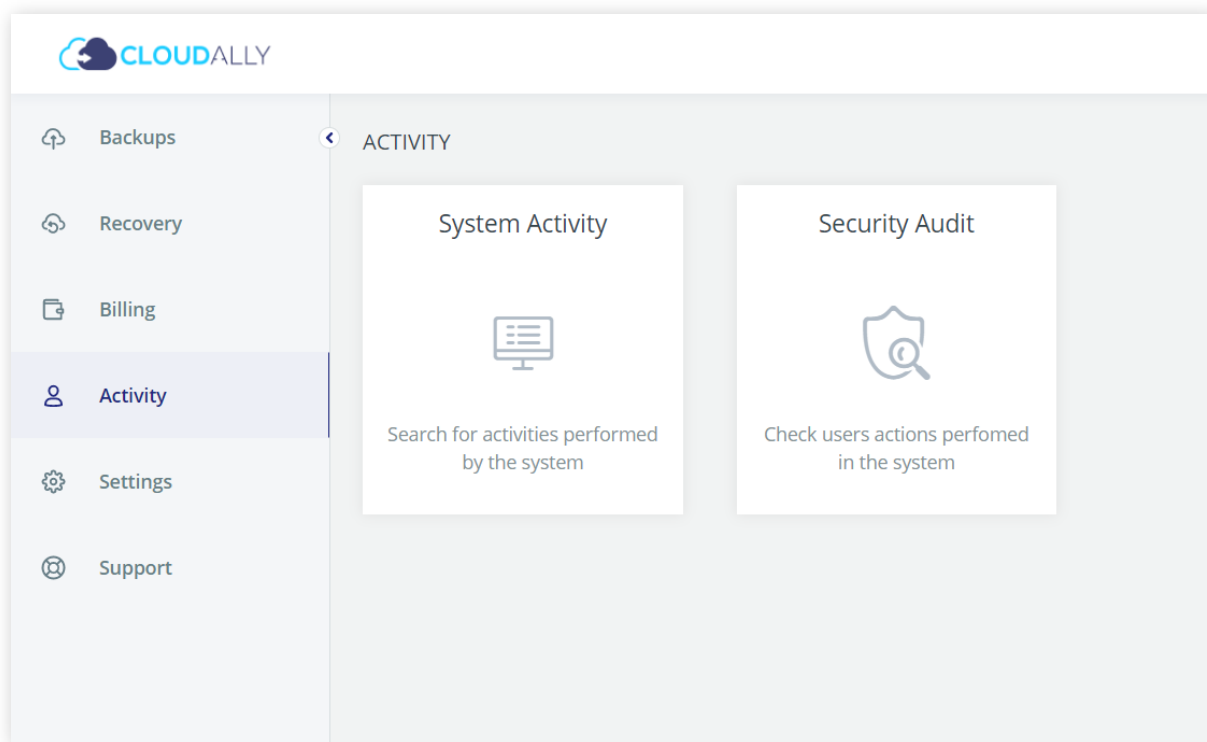 CLOUDALLY
Backups
Recovery
Billing
Activity
Settings
Support
ACTIVITY
System Activity
Search for activities performed
by the system
Security Audit
Check users actions perfomed
in the system